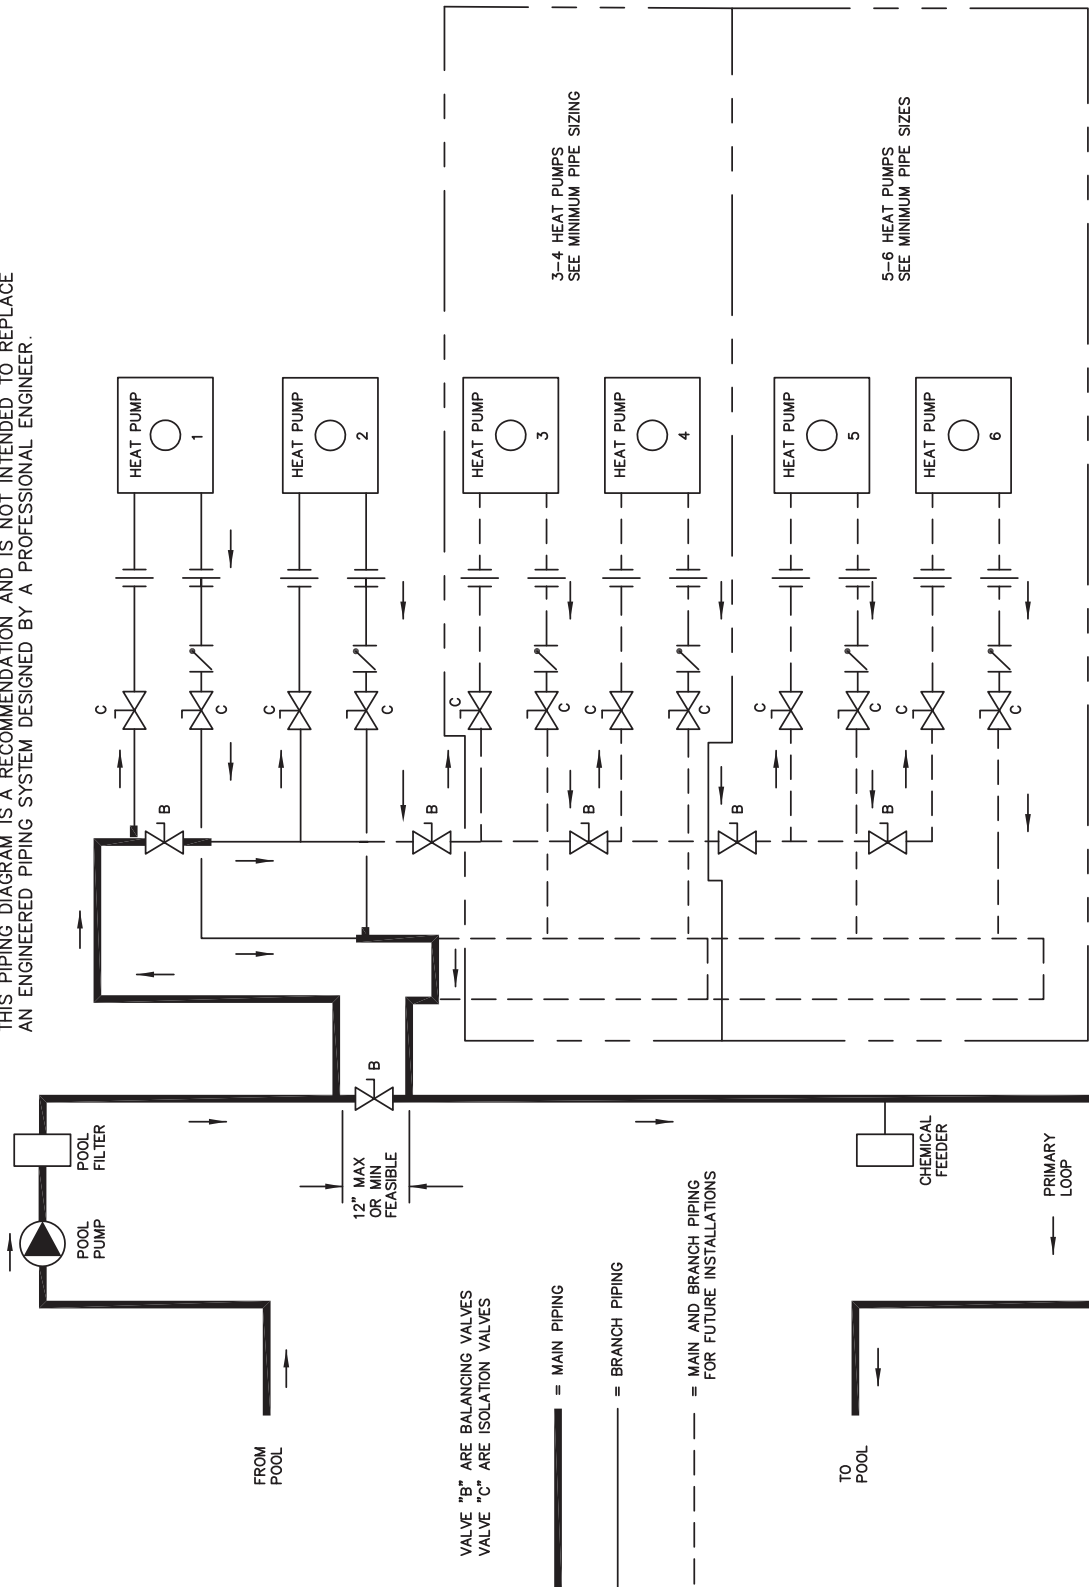 THIS PIPING DIAGRAM IS A RECOMMENDATION AND IS NOT INTENDED TO REPLACE
AN ENGINEERED PIPING SYSTEM DESIGNED BY A PROFESSIONAL ENGINEER.
HEAT PUMP
1
HEAT PUMP
2
HEAT PUMP
3
HEAT PUMP
4
HEAT PUMP
5
HEAT PUMP
6
3-4 HEAT PUMPS
SEE MINIMUM PIPE SIZING
5-6 HEAT PUMPS
SEE MINIMUM PIPE SIZES
C
C
C
C
C
C
C
C
C
C
C
C
B
B
B
B
B
B
POOL
FILTER
POOL
PUMP
12" MAX
OR MIN
FEASIBLE
CHEMICAL
FEEDER
PRIMARY
LOOP
FROM
POOL
TO
POOL
VALVE "B" ARE BALANCING VALVES
VALVE "C" ARE ISOLATION VALVES
= MAIN PIPING
= BRANCH PIPING
= MAIN AND BRANCH PIPING
FOR FUTURE INSTALLATIONS